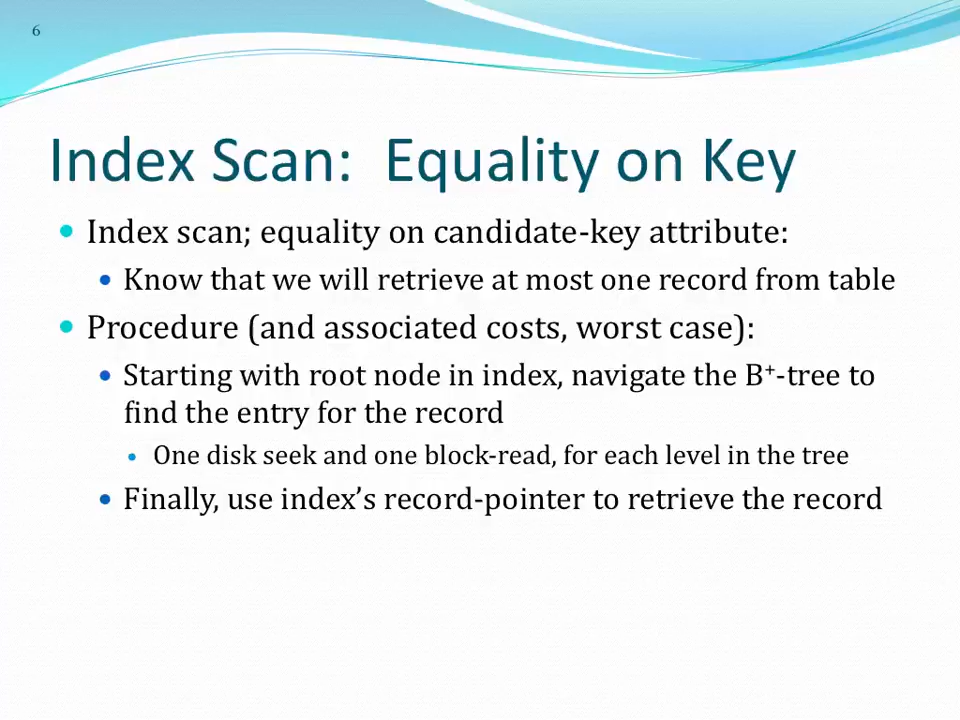 6
Index Scan: Equality on Key
• Index scan; equality on candidate-key attribute:
• Know that we will retrieve at most one record from table
• Procedure (and associated costs, worst case):
• Starting with root node in index, navigate the B⁺-tree to
find the entry for the record
• One disk seek and one block-read, for each level in the tree
• Finally, use index’s record-pointer to retrieve the record